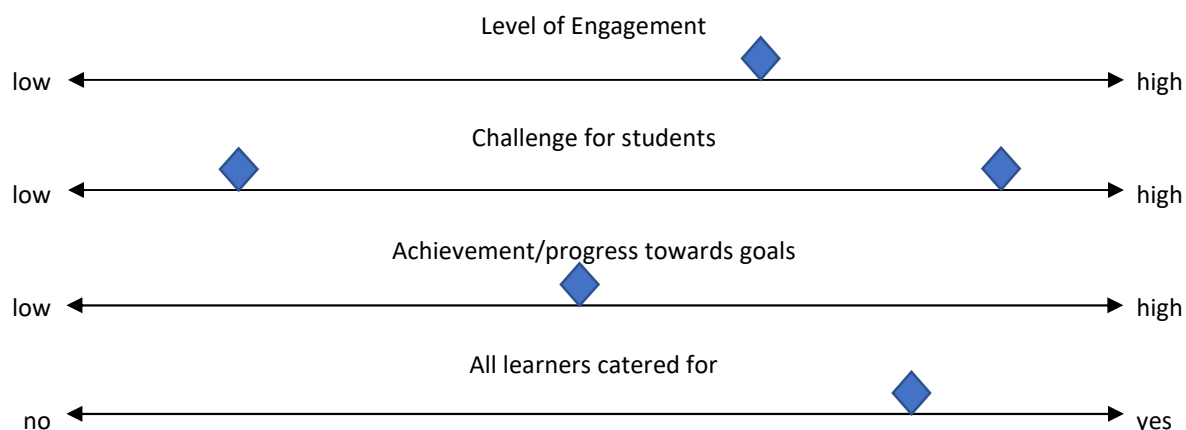 Level of Engagement
low high
Challenge for students
low high
Achievement/progress towards goals
low high
All learners catered for
no yes